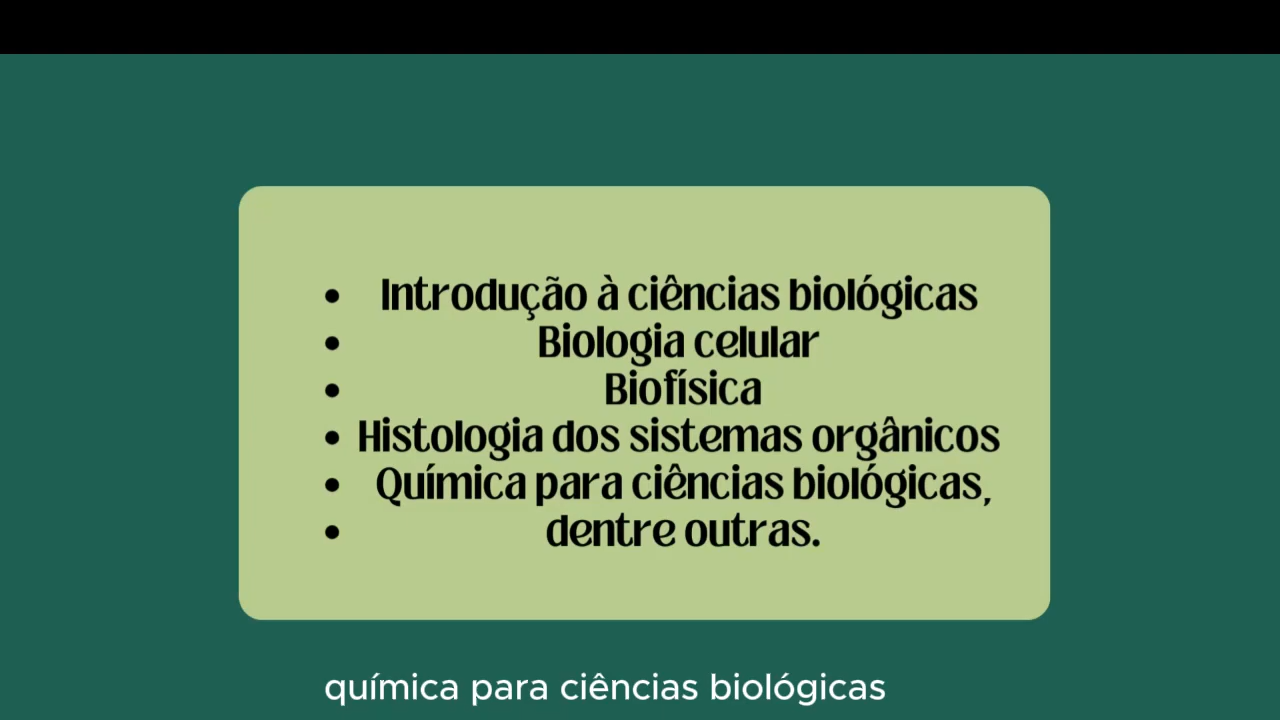 • Introdução à ciências biológicas
• Biologia celular
• Biofísica
• Histologia dos sistemas orgânicos
• Química para ciências biológicas,
• dentre outras.
química para ciências biológicas